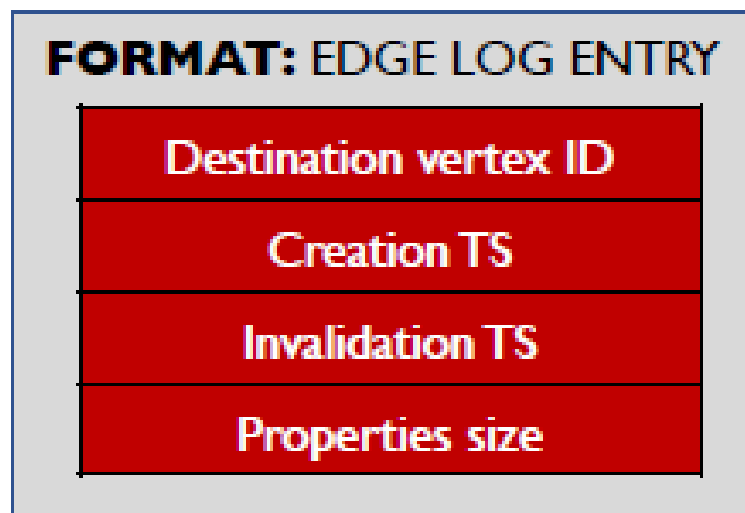 FORMAT: EDGE LOG ENTRY
Destination vertex ID
Creation TS
Invalidation TS
Properties size